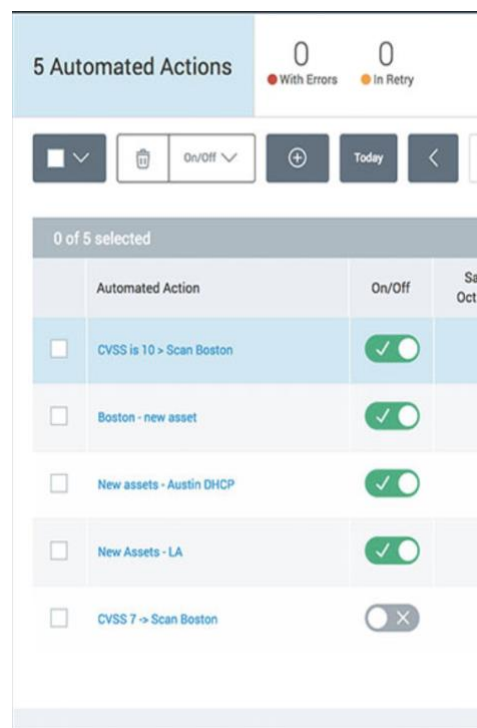 5 Automated Actions
0
With Errors
0
In Retry
On/Off
Today
0 of 5 selected
Automated Action
On/Off
Sa
Oct
CVSS is 10 > Scan Boston
Boston - new asset
New assets - Austin DHCP
New Assets - LA
CVSS 7 -> Scan Boston